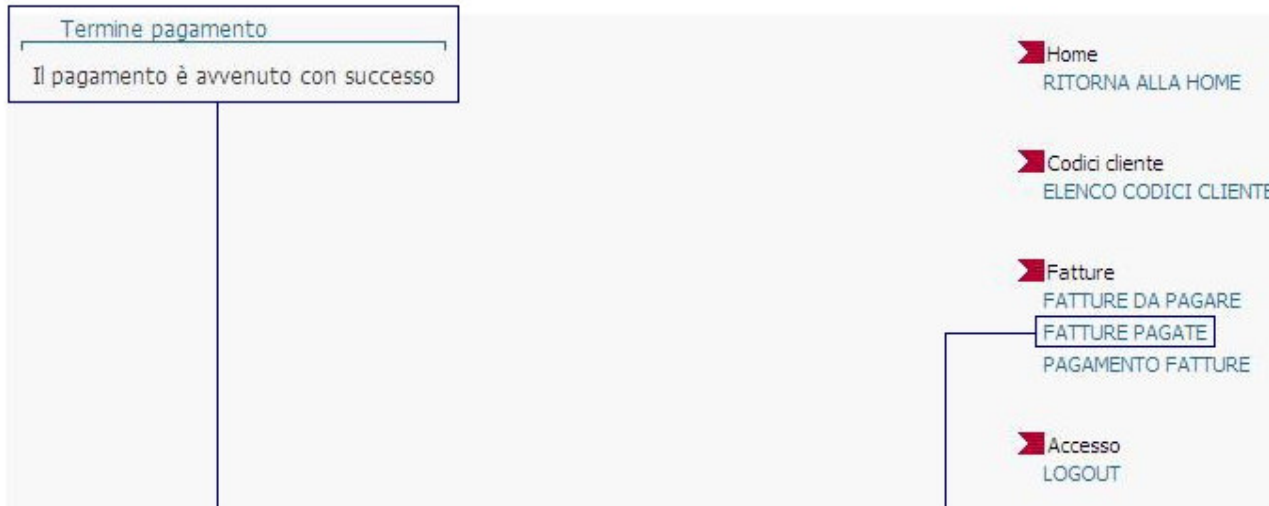 Termine pagamento
Il pagamento è avvenuto con successo
Home
RITORNA ALLA HOME
Codici cliente
ELENCO CODICI CLIENTE
Fatture
FATTURE DA PAGARE
FATTURE PAGATE
PAGAMENTO FATTURE
Accesso
LOGOUT